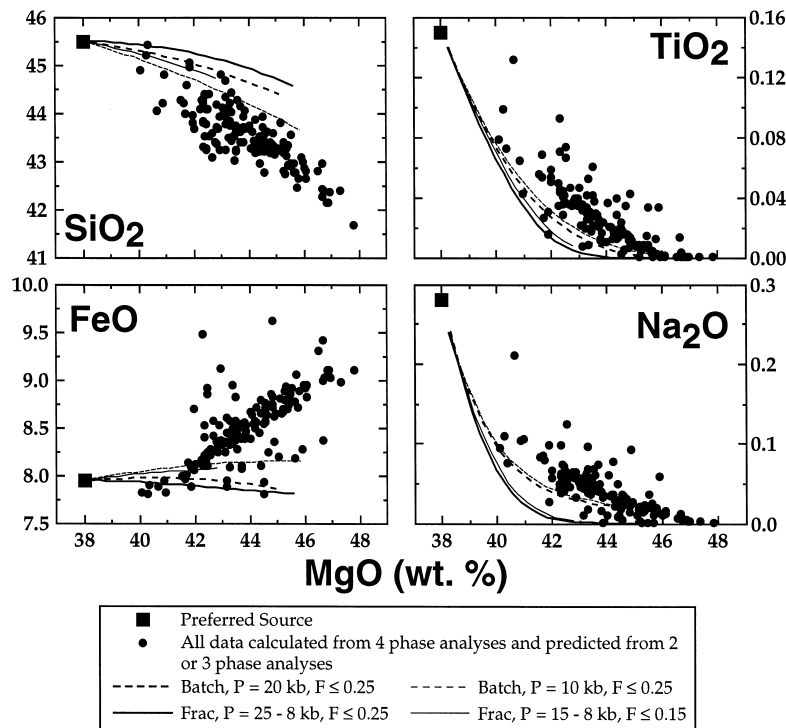 46
45
44
43
42
41
SiO2
0.16
0.12
0.08
0.04
0.00
TiO2
10.0
9.5
9.0
8.5
8.0
7.5
FeO
0.3
0.2
0.1
0.0
Na2O
38 40 42 44 46 48
38 40 42 44 46 48
MgO (wt. %)
Preferred Source
All data calculated from 4 phase analyses and predicted from 2
or 3 phase analyses
Batch, P = 20 kb, F ≤ 0.25 Batch, P = 10 kb, F ≤ 0.25
Frac, P = 25 - 8 kb, F ≤ 0.25 Frac, P = 15 - 8 kb, F ≤ 0.15